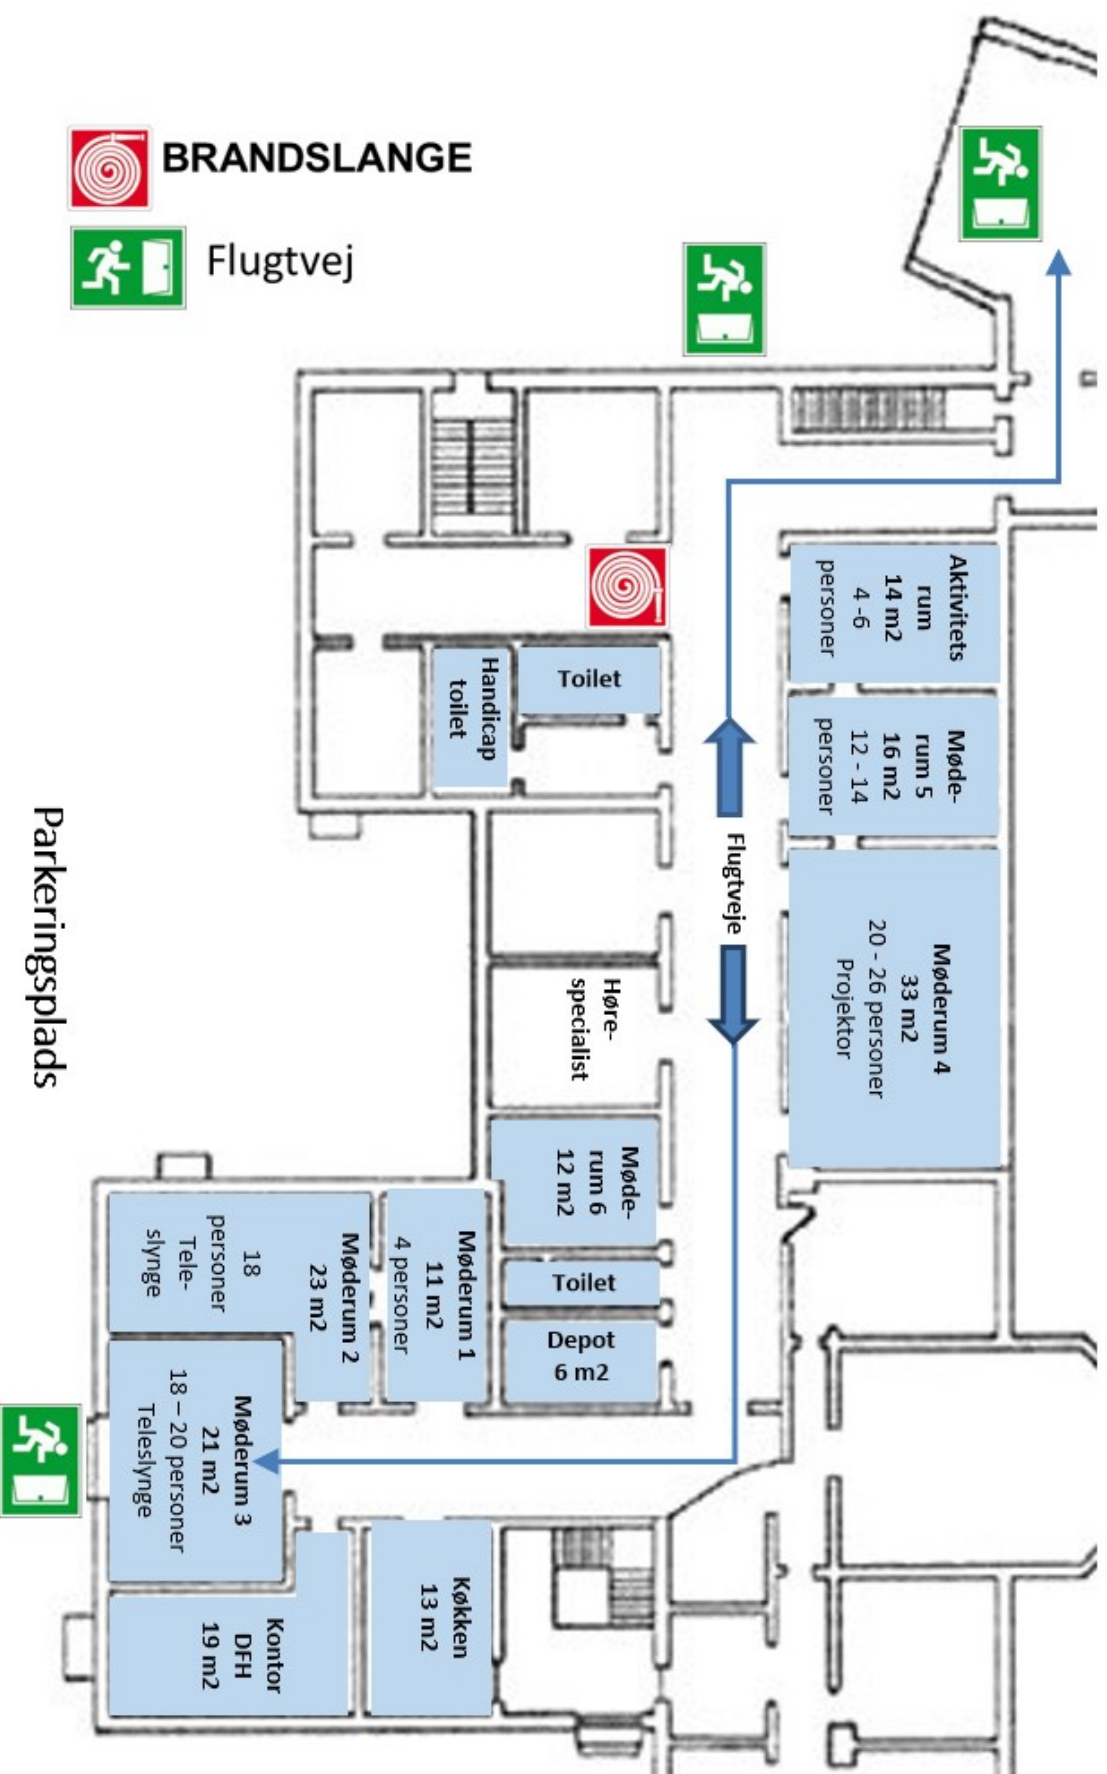 BRANDSLANGE
Flugtvej
Aktivitets
rum
14 m2
4 -6
personer
Møde-
rum 5
16 m2
12 - 14
personer
Møderum 4
33 m2
20 - 26 personer
Projektor
Toilet
Handicap
toilet
Flugtveje
Høre-
specialist
Møde-
rum 6
12 m2
Toilet
Depot
6 m2
Møderum 1
11 m2
4 personer
Møderum 2
23 m2
18
personer
Tele-
slynge
Møderum 3
21 m2
18 – 20 personer
Teleslynge
Køkken
13 m2
Kontor
DFH
19 m2
Parkeringsplads